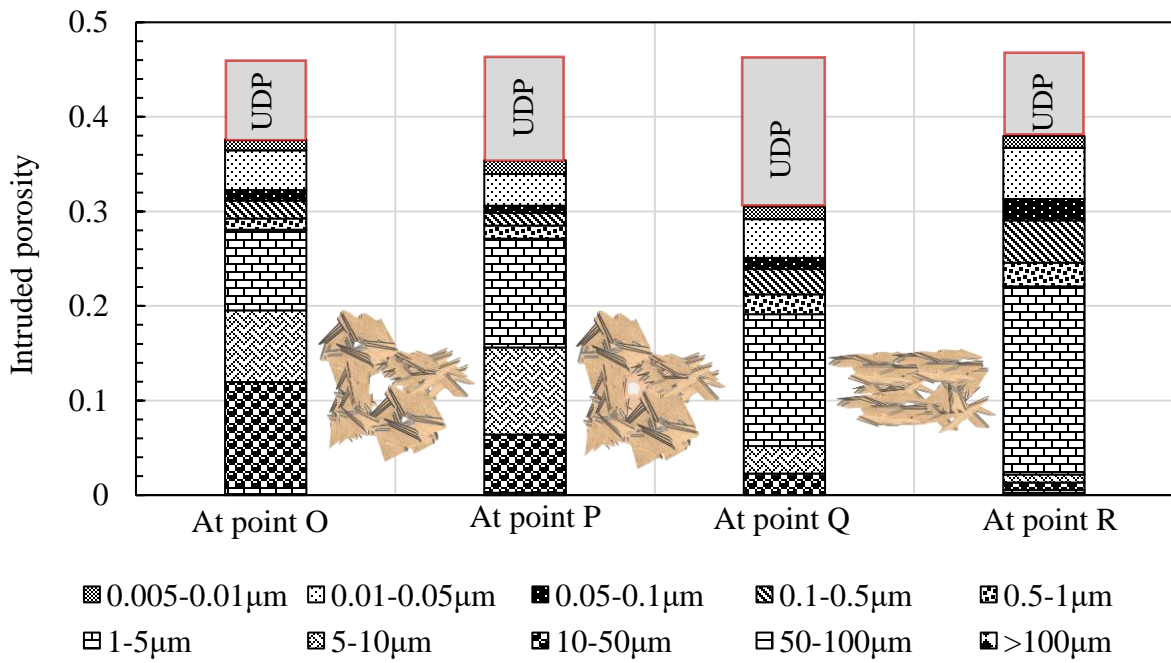 0.5
0.4
0.3
0.2
0.1
0
Intruded porosity
UDP
UDP
UDP
UDP
At point O
At point P
At point Q
At point R
0.005-0.01μm
0.01-0.05μm
0.05-0.1μm
0.1-0.5μm
0.5-1μm
1-5μm
5-10μm
10-50μm
50-100μm
>100μm